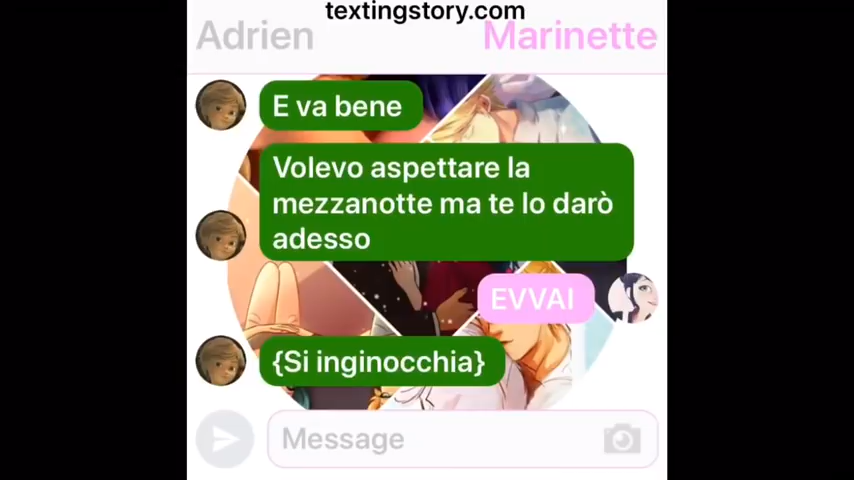 textingstory.com
Adrien
Marinette
E va bene
Volevo aspettare la
mezzanotte ma te lo darò
adesso
EVVAI
{Si inginocchia}
Message